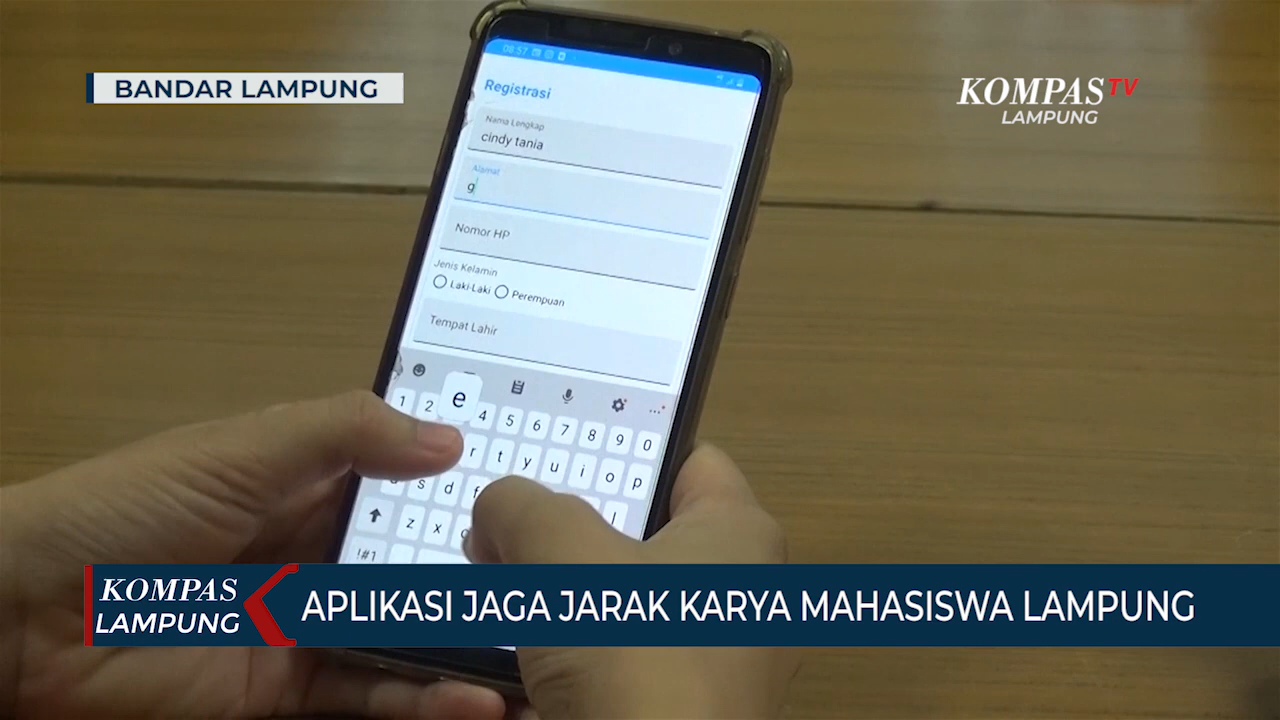 BANDAR LAMPUNG
KOMPAS TV
LAMPUNG
08.57
Registrasi
Nama Lengkap
cindy tania
Alamat
g
Nomor HP
Jenis Kelamin
Laki-Laki Perempuan
Tempat Lahir
e
1 2 4 5 6 7 8 9 0
r t y u i o p
s d f l
z x c
!#1
KOMPAS
LAMPUNG
APLIKASI JAGA JARAK KARYA MAHASISWA LAMPUNG